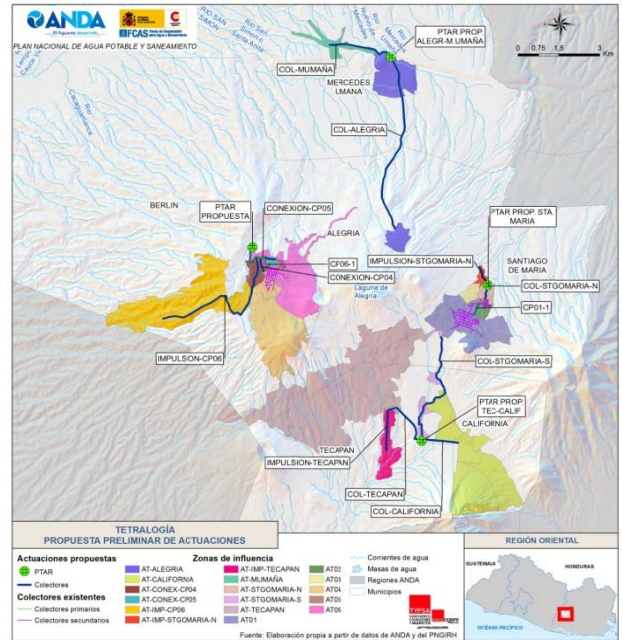 ANDA
El Agua es desarrollo
FCAS
PLAN NACIONAL DE AGUA POTABLE Y SANEAMIENTO
0 0,75 1,5 3
Km
PTAR PROP
ALEGR-M.UMAÑA
COL-MUMAÑA
MERCEDES
UMANA
COL-ALEGRIA
BERLIN
PTAR
PROPUESTA
CONEXION-CP05
ALEGRIA
PTAR PROP. STA.
MARIA
IMPULSION-STGOMARIA-N
SANTIAGO
DE MARIA
CP06-1
CONEXION-CP04
COL-STGOMARIA-N
Laguna de
Alegria
CP01-1
IMPULSION-CP06
COL-STGOMARIA-S
PTAR PROP
TEC-CALIF
CALIFORNIA
TECAPAN
IMPULSION-TECAPAN
COL-TECAPAN
COL-CALIFORNIA
TETRALOGÍA
PROPUESTA PRELIMINAR DE ACTUACIONES
REGIÓN ORIENTAL
Actuaciones propuestas
PTAR
Colectores
Colectores existentes
Colectores primarios
Colectores secundarios
Zonas de influencia
AT-ALEGRIA
AT-CALIFORNIA
AT-CONEX-CP04
AT-CONEX-CP05
AT-IMP-CP06
AT-IMP-STGOMARIA-N
AT-IMP-TECAPAN
AT-MUMAÑA
AT-STGOMARIA-N
AT-STGOMARIA-S
AT-TECAPAN
AT01
AT02
AT03
AT04
AT05
AT06
Corrientes de agua
Masas de agua
Regiones ANDA
Municipios
TYPSA
GUATEMALA
HONDURAS
OCÉANO PACÍFICO
Fuente: Elaboración propia a partir de datos de ANDA y del PNGIRH